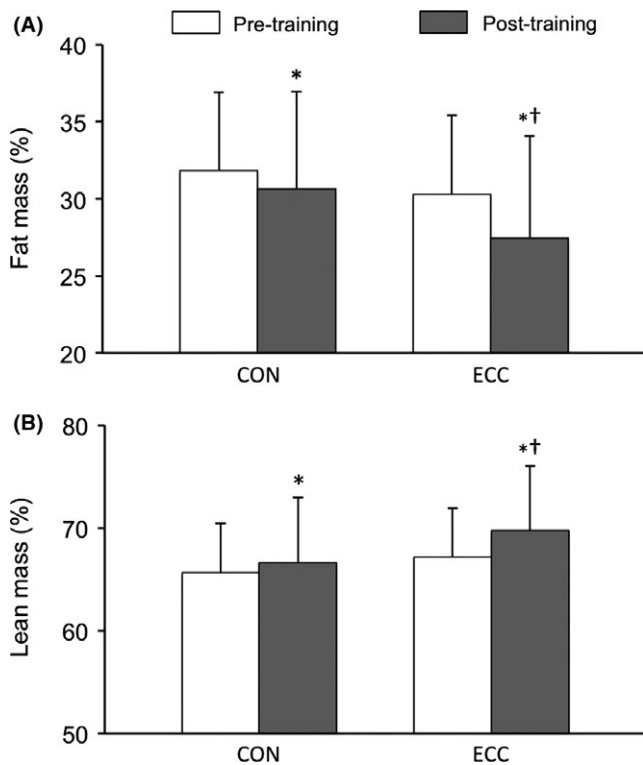 (A)
Pre-training Post-training
40
35
30
25
20
Fat mass (%)
* *†
CON ECC
(B)
80
70
60
50
Lean mass (%)
* *†
CON ECC